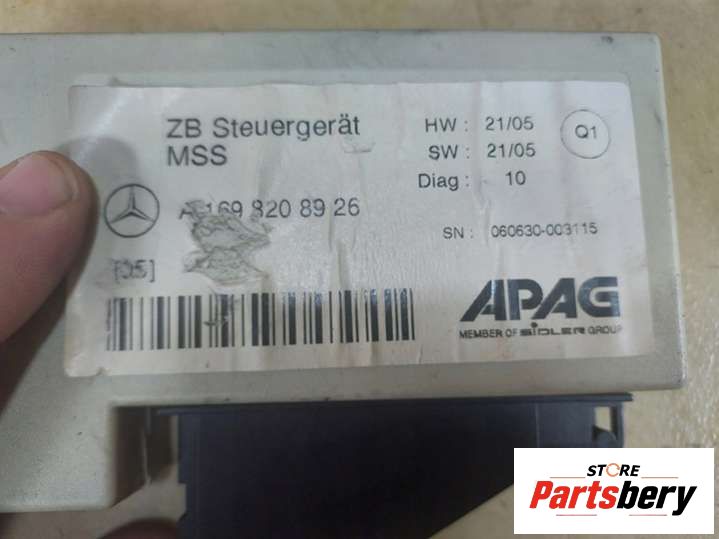 ZB Steuergerät
MSS
HW : 21/05
SW : 21/05
Diag : 10
Q1
A 169 820 89 26
SN : 060630-003115
[05]
APAG
MEMBER OF SIDLER GROUP
STORE
Partsbery